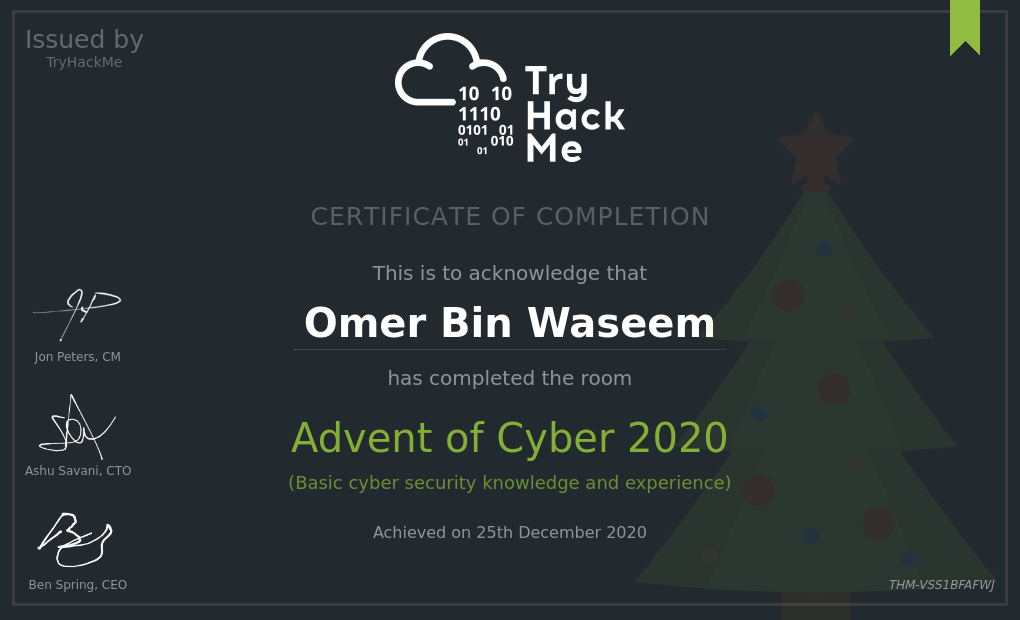 Issued by
TryHackMe
10 10
1110
0101 01
01 010
01
Try
Hack
Me
CERTIFICATE OF COMPLETION
This is to acknowledge that
Omer Bin Waseem
has completed the room
Advent of Cyber 2020
(Basic cyber security knowledge and experience)
Achieved on 25th December 2020
Jon Peters, CM
Ashu Savani, CTO
Ben Spring, CEO
THM-VSS1BFAFWJ